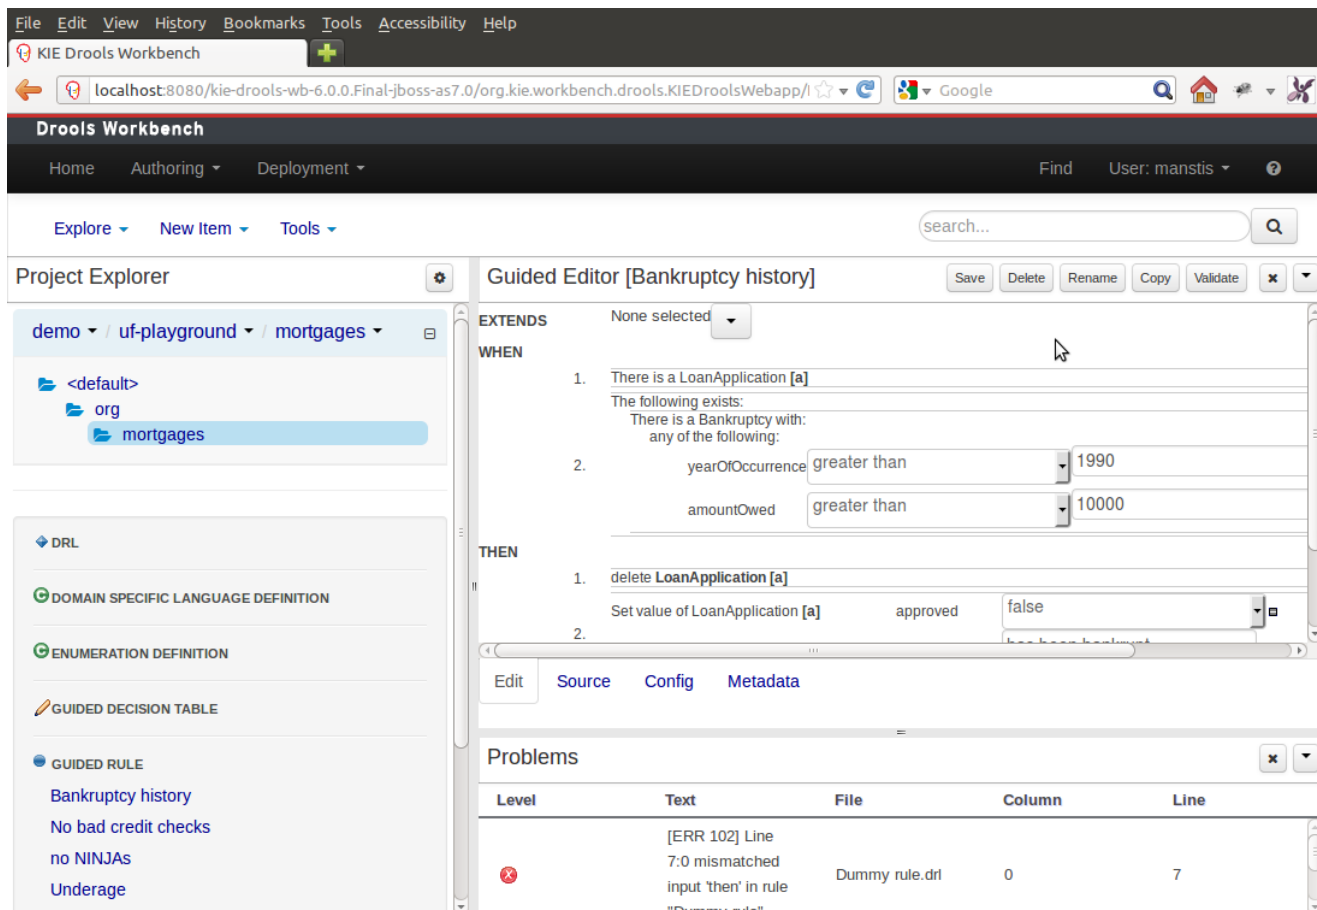 File Edit View History Bookmarks Tools Accessibility Help
KIE Drools Workbench
localhost:8080/kie-drools-wb-6.0.0.Final-jboss-as7.0/org.kie.workbench.drools.KIEDroolsWebapp/
Google
Drools Workbench
Home Authoring Deployment Find User: manstis
Explore New Item Tools search...
Project Explorer
demo / uf-playground / mortgages
<default>
org
mortgages
DRL
DOMAIN SPECIFIC LANGUAGE DEFINITION
ENUMERATION DEFINITION
GUIDED DECISION TABLE
GUIDED RULE
Bankruptcy history
No bad credit checks
no NINJAs
Underage
Guided Editor [Bankruptcy history] Save Delete Rename Copy Validate
EXTENDS None selected
WHEN
1. There is a LoanApplication [a]
The following exists:
There is a Bankruptcy with:
any of the following:
2. yearOfOccurrence greater than 1990
amountOwed greater than 10000
THEN
1. delete LoanApplication [a]
Set value of LoanApplication [a] approved false
2.
has been bankrupt
Edit Source Config Metadata
Problems
Level Text File Column Line
[ERR 102] Line
7:0 mismatched
input 'then' in rule
"Dummy rule"
Dummy rule.drl 0 7